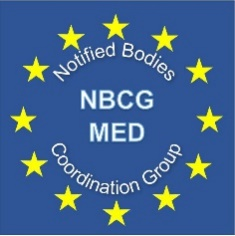 Notified Bodies
NBCG
MED
Coordination Group